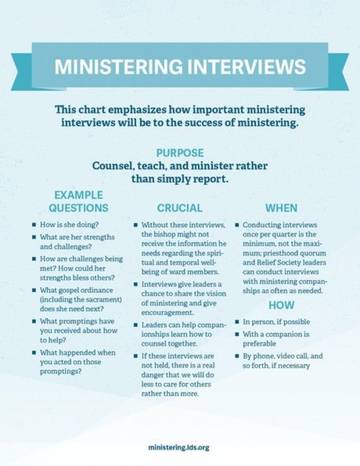 MINISTERING INTERVIEWS
This chart emphasizes how important ministering
interviews will be to the success of ministering.
PURPOSE
Counsel, teach, and minister rather
than simply report.
EXAMPLE
QUESTIONS
■ How is she doing?
■ What are her strengths
and challenges?
■ How are challenges being
met? How could her
strengths bless others?
■ What gospel ordinance
(including the sacrament)
does she need next?
■ What promptings have
you received about how
to help?
■ What happened when
you acted on those
promptings?
CRUCIAL
■ Without these interviews,
the bishop might not
receive the information he
needs regarding the spiri-
tual and temporal well-
being of ward members.
■ Interviews give leaders a
chance to share the vision
of ministering and give
encouragement.
■ Leaders can help compan-
ionships learn how to
counsel together.
■ If these interviews are
not held, there is a real
danger that we will do
less to care for others
rather than more.
WHEN
■ Conducting interviews
once per quarter is the
minimum, not the maxi-
mum; priesthood quorum
and Relief Society leaders
can conduct interviews
with ministering compan-
ships as often as needed.
HOW
■ In person, if possible
■ With a companion is
preferable
■ By phone, video call, and
so forth, if necessary
ministering.lds.org